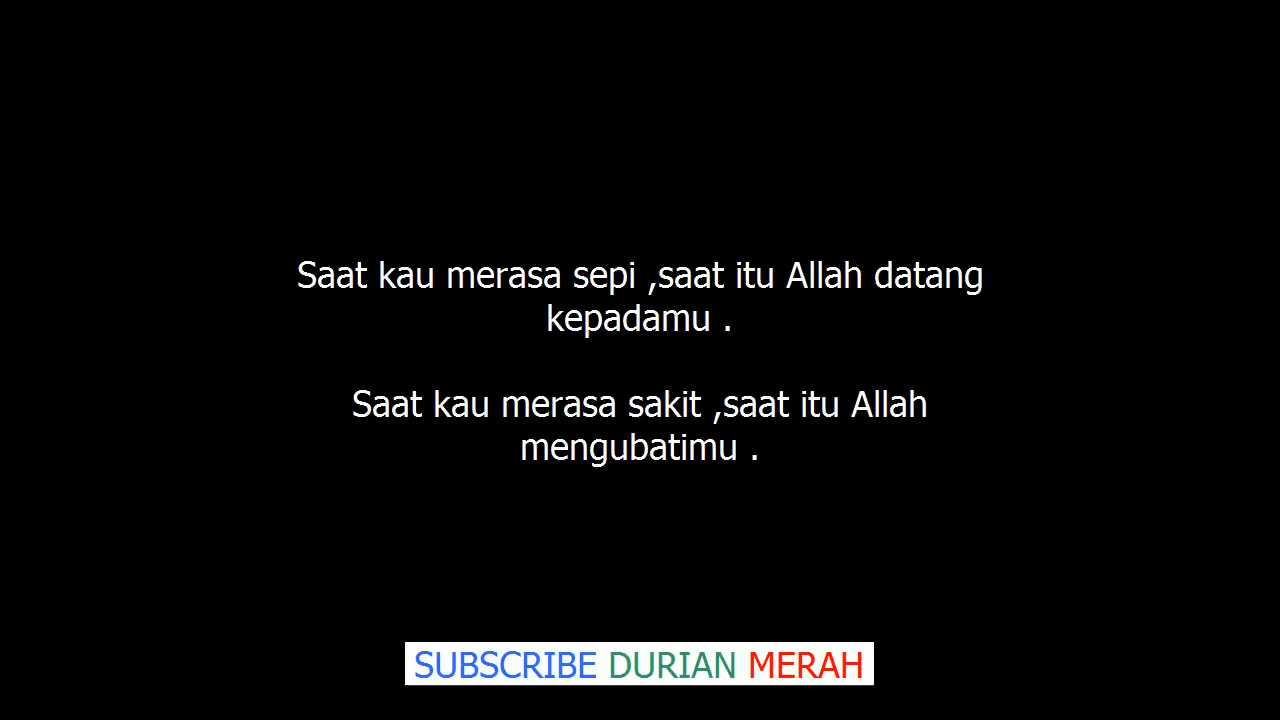 Saat kau merasa sepi ,saat itu Allah datang
kepadamu .
Saat kau merasa sakit ,saat itu Allah
mengubatimu .
SUBSCRIBE DURIAN MERAH